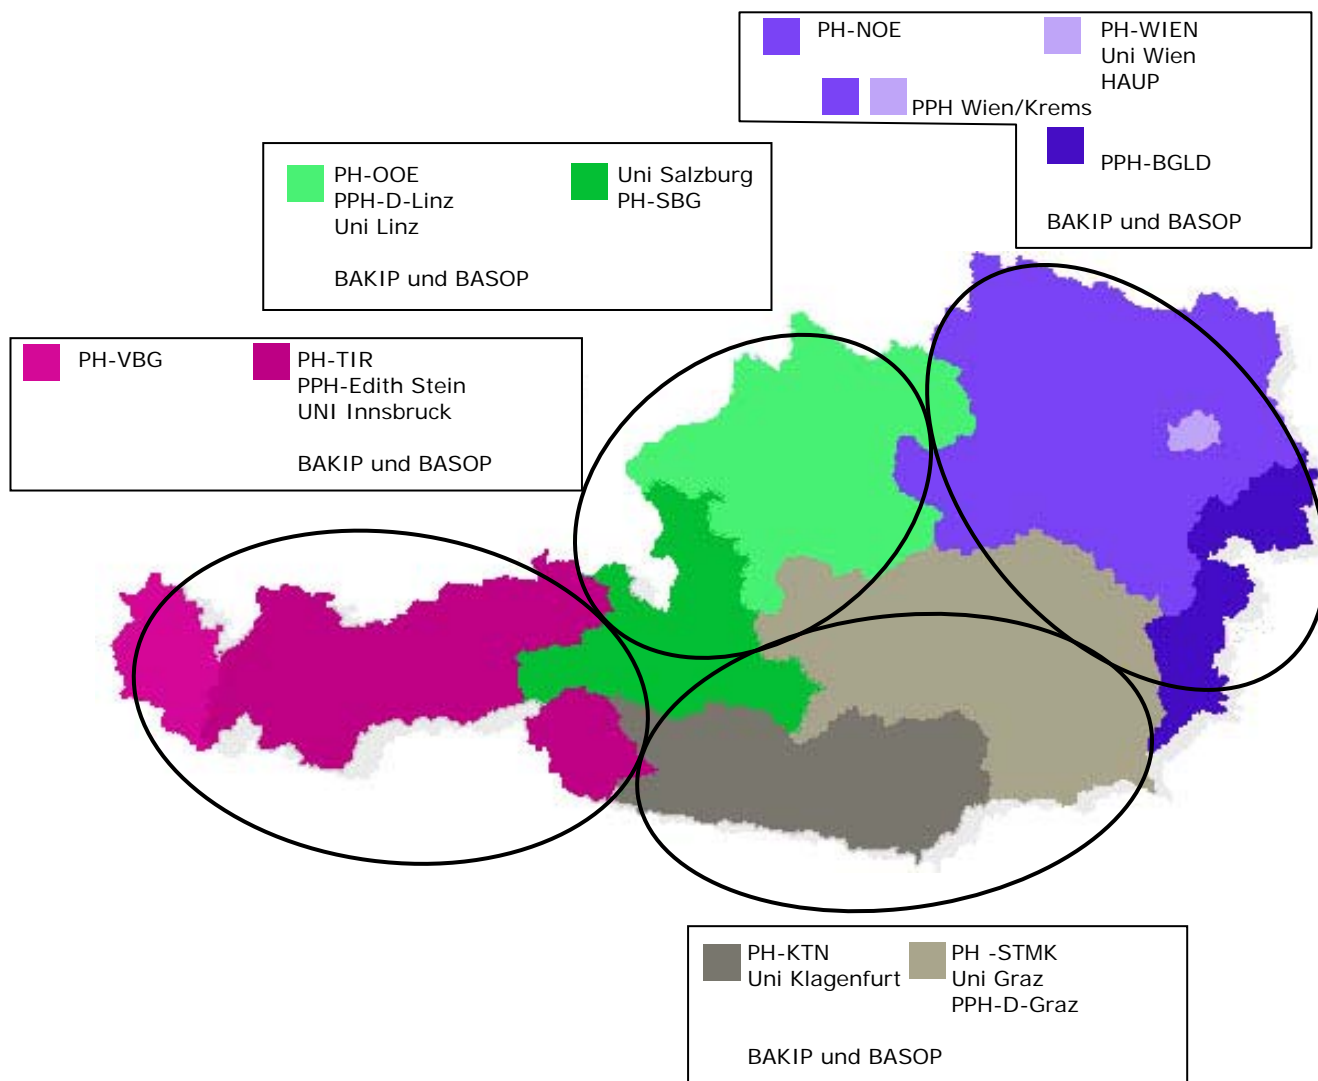 PH-NOE
PH-WIEN
Uni Wien
HAUP
PPH Wien/Krems
PPH-BGLD
BAKIP und BASOP
PH-OOE
PPH-D-Linz
Uni Linz
Uni Salzburg
PH-SBG
BAKIP und BASOP
PH-VBG
PH-TIR
PPH-Edith Stein
UNI Innsbruck
BAKIP und BASOP
PH-KTN
Uni Klagenfurt
PH -STMK
Uni Graz
PPH-D-Graz
BAKIP und BASOP